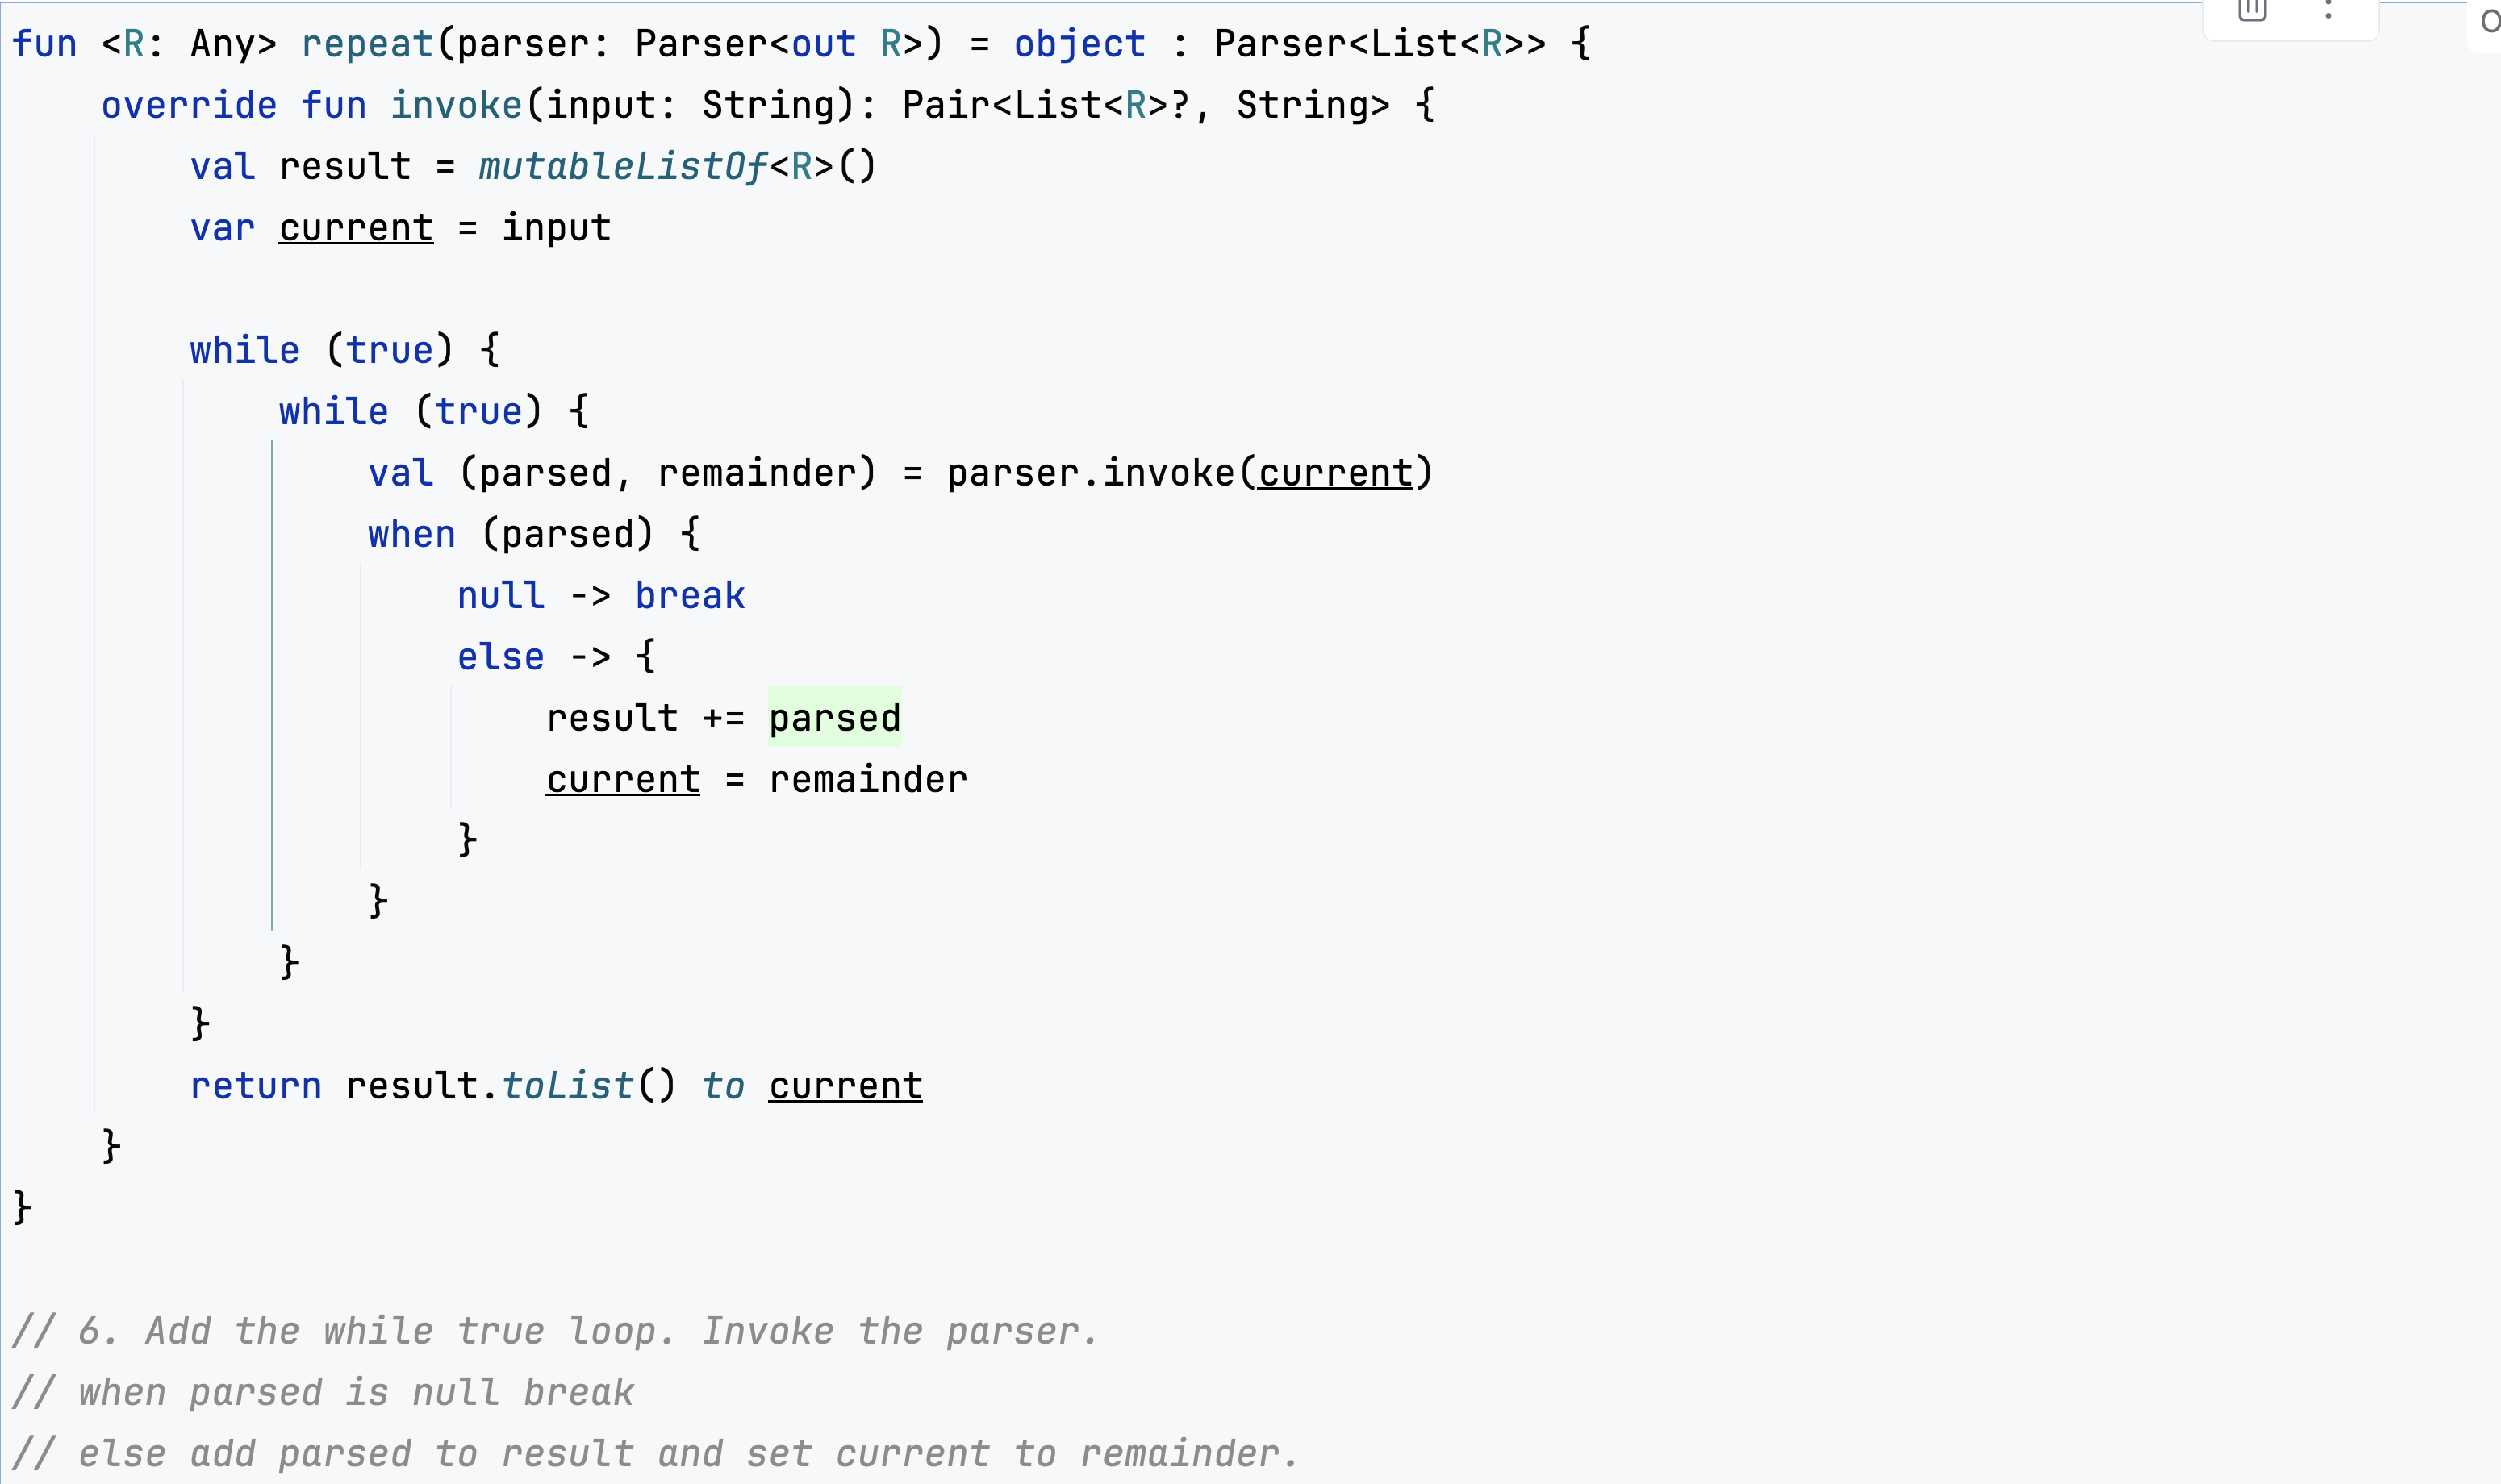 fun <R: Any> repeat(parser: Parser<out R>) = object : Parser<List<R>> {
    override fun invoke(input: String): Pair<List<R>?, String> {
        val result = mutableListOf<R>()
        var current = input

        while (true) {
            while (true) {
                val (parsed, remainder) = parser.invoke(current)
                when (parsed) {
                    null -> break
                    else -> {
                        result += parsed
                        current = remainder
                    }
                }
            }
        }
        return result.toList() to current
    }
}

// 6. Add the while true loop. Invoke the parser.
// when parsed is null break
// else add parsed to result and set current to remainder.